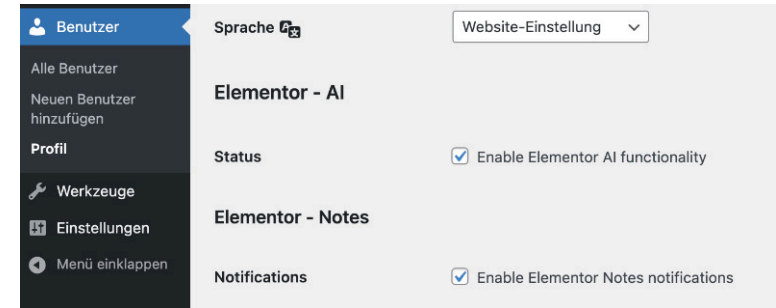 Benutzer
Alle Benutzer
Neuen Benutzer
hinzufügen
Profil
Werkzeuge
Einstellungen
Menü einklappen
Sprache
Website-Einstellung
Elementor - AI
Status
Enable Elementor AI functionality
Elementor - Notes
Notifications
Enable Elementor Notes notifications